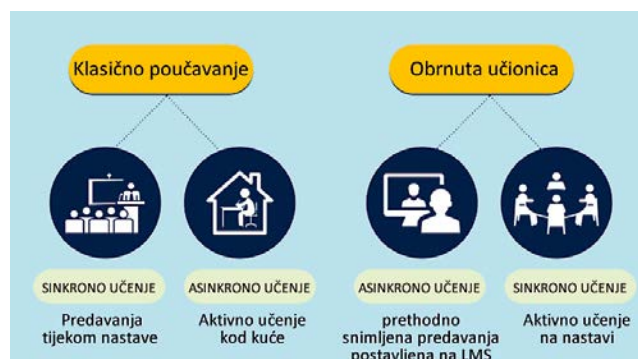 Klasično poučavanje
Obrnuta učionica
SINKRONO UČENJE
ASINKRONO UČENJE
ASINKRONO UČENJE
SINKRONO UČENJE
Predavanja
tijekom nastave
Aktivno učenje
kod kuće
prethodno
snimljena predavanja
postavljena na LMS
Aktivno učenje
na nastavi